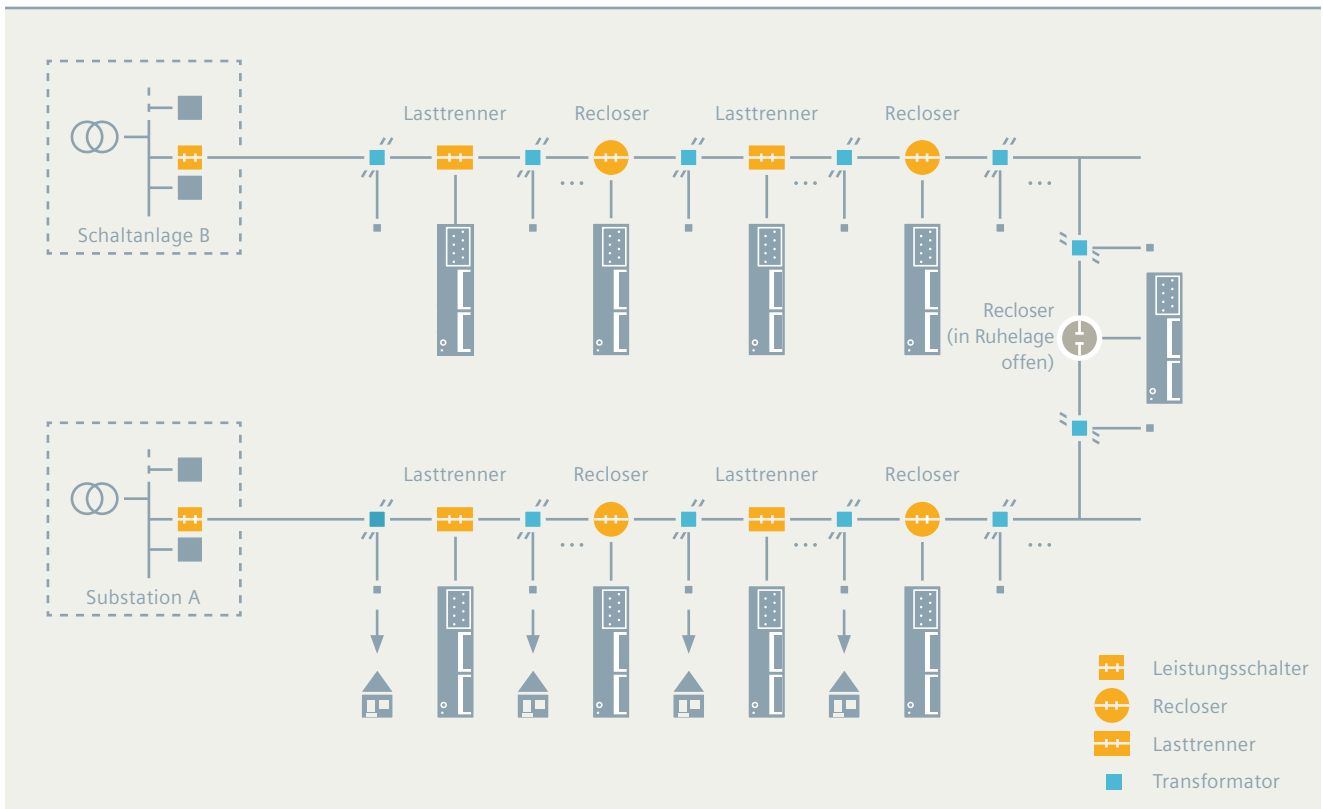 Lasttrenner
Recloser
Lasttrenner
Recloser
Schaltanlage B
Recloser
(in Ruhelage
offen)
Lasttrenner
Recloser
Lasttrenner
Recloser
Substation A
Leistungsschalter
Recloser
Lasttrenner
Transformator